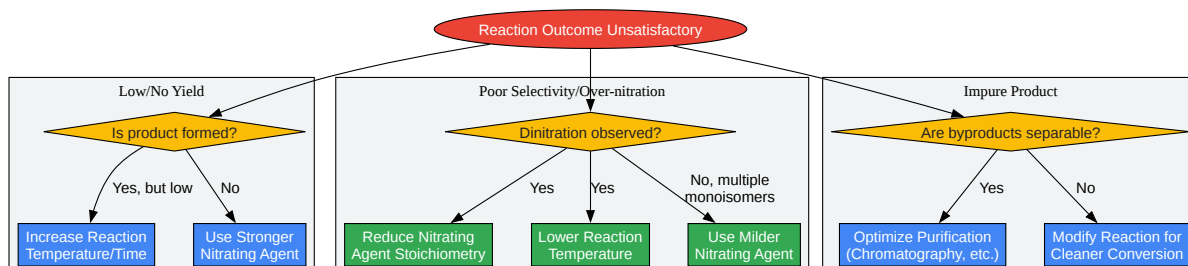 Reaction Outcome Unsatisfactory
Low/No Yield
Poor Selectivity/Over-nitration
Impure Product
Is product formed?
Dinitration observed?
Are byproducts separable?
Yes, but low
No
Yes
Yes
No, multiple
monoisomers
Yes
No
Increase Reaction
Temperature/Time
Use Stronger
Nitrating Agent
Reduce Nitrating
Agent Stoichiometry
Lower Reaction
Temperature
Use Milder
Nitrating Agent
Optimize Purification
(Chromatography, etc.)
Modify Reaction for
Cleaner Conversion